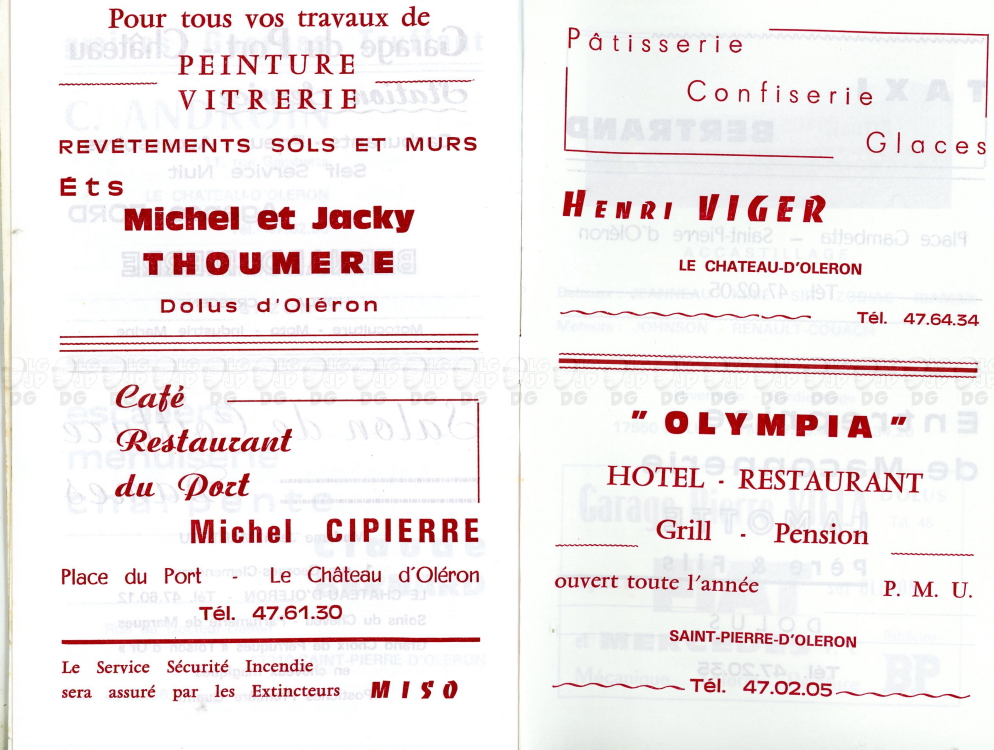 Pour tous vos travaux de
PEINTURE
VITRERIE
REVÊTEMENTS SOLS ET MURS
Éts
Michel et Jacky
THOUMERE
Dolus d'Oléron
Café
Restaurant
du Port
Michel CIPIERRE
Place du Port - Le Château d'Oléron
Tél. 47.61.30
Le Service Sécurité Incendie
sera assuré par les Extincteurs MISO
Pâtisserie
Confiserie
Glaces
HENRI VIGER
LE CHATEAU-D'OLERON
Tél. 47.64.34
" OLYMPIA "
HOTEL - RESTAURANT
Grill - Pension
ouvert toute l'année P. M. U.
SAINT-PIERRE-D'OLERON
Tél. 47.02.05